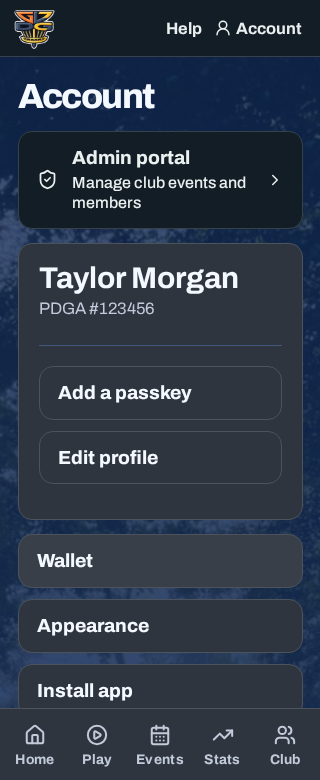 Help
Account
Account
Admin portal
Manage club events and
members
Taylor Morgan
PDGA #123456
Add a passkey
Edit profile
Wallet
Appearance
Install app
Home
Play
Events
Stats
Club